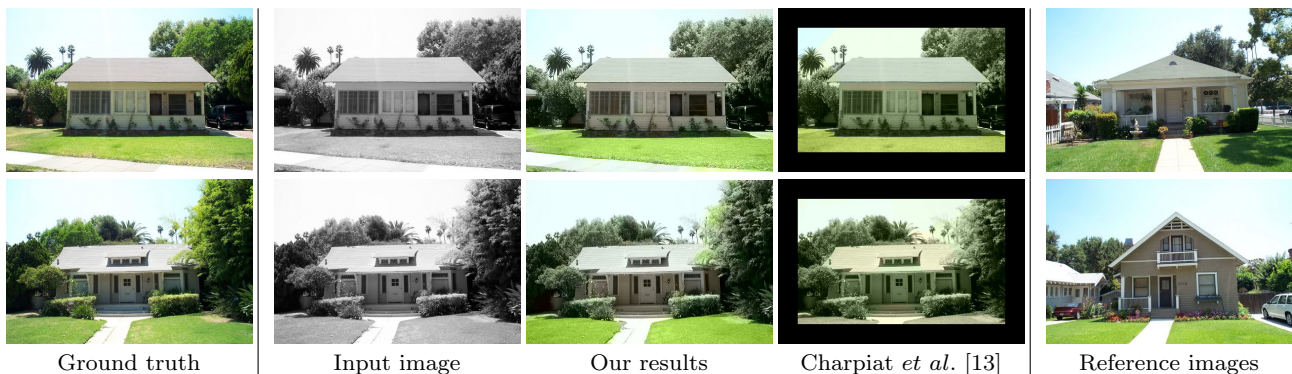 Ground truth
Input image
Our results
Charpiat et al. [13]
Reference images